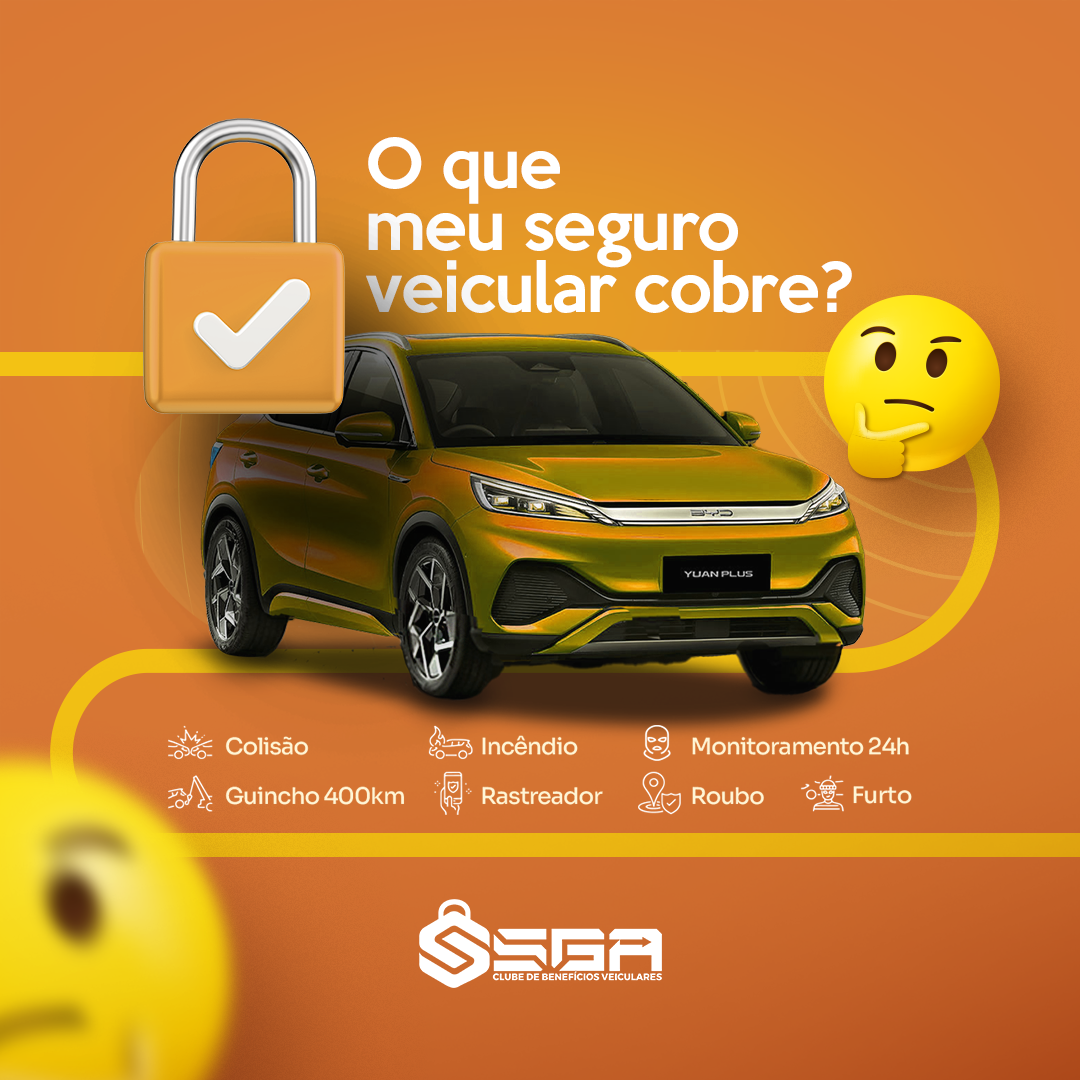 O que
meu seguro
veicular cobre?
BYD
YUAN PLUS
Colisão
Incêndio
Monitoramento 24h
Guincho 400km
Rastreador
Roubo
Furto
SGA
CLUBE DE BENEFÍCIOS VEICULARES